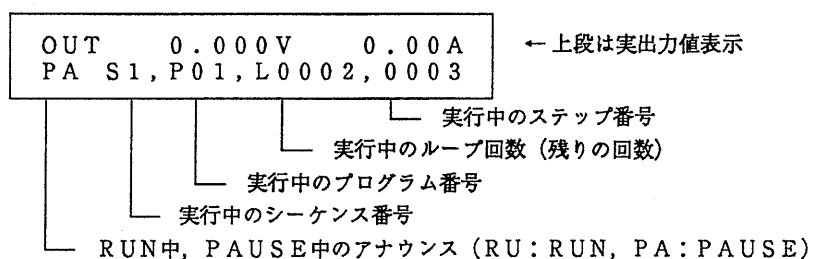 OUT 0.000V 0.00A ←上段は実出力値表示
PA S1,P01,L0002,0003
実行中のステップ番号
実行中のループ回数(残りの回数)
実行中のプログラム番号
実行中のシーケンス番号
RUN中,PAUSE中のアナウンス(RU:RUN,PA:PAUSE)